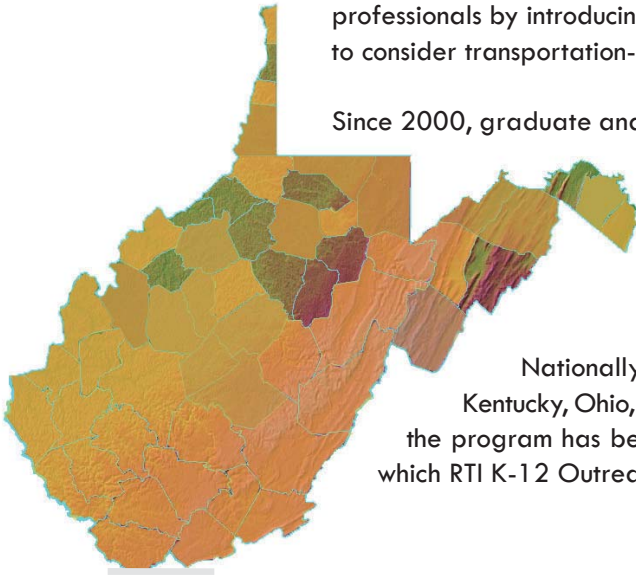 professionals by introducin
to consider transportation-
Since 2000, graduate and
Nationally
Kentucky, Ohio,
the program has be
which RTI K-12 Outrea